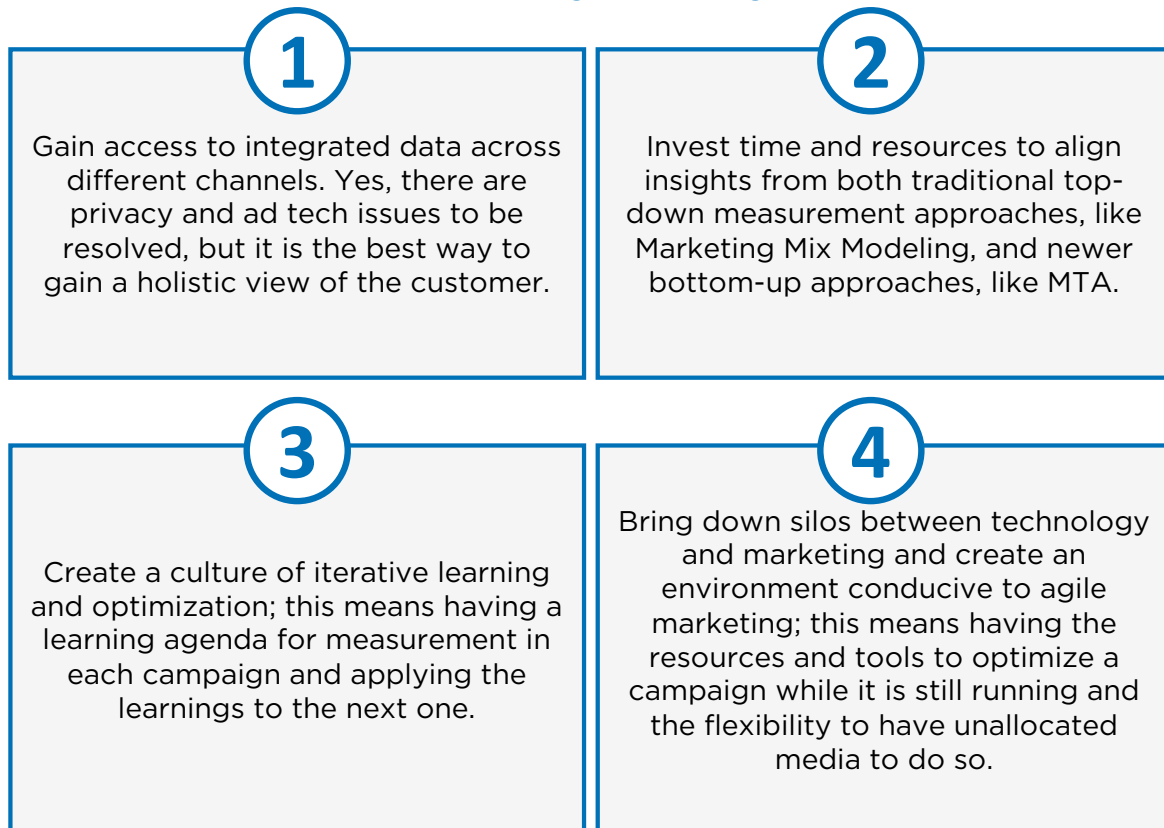 1
Gain access to integrated data across
different channels. Yes, there are
privacy and ad tech issues to be
resolved, but it is the best way to
gain a holistic view of the customer.
2
Invest time and resources to align
insights from both traditional top-
down measurement approaches, like
Marketing Mix Modeling, and newer
bottom-up approaches, like MTA.
3
Create a culture of iterative learning
and optimization; this means having a
learning agenda for measurement in
each campaign and applying the
learnings to the next one.
4
Bring down silos between technology
and marketing and create an
environment conducive to agile
marketing; this means having the
resources and tools to optimize a
campaign while it is still running and
the flexibility to have unallocated
media to do so.